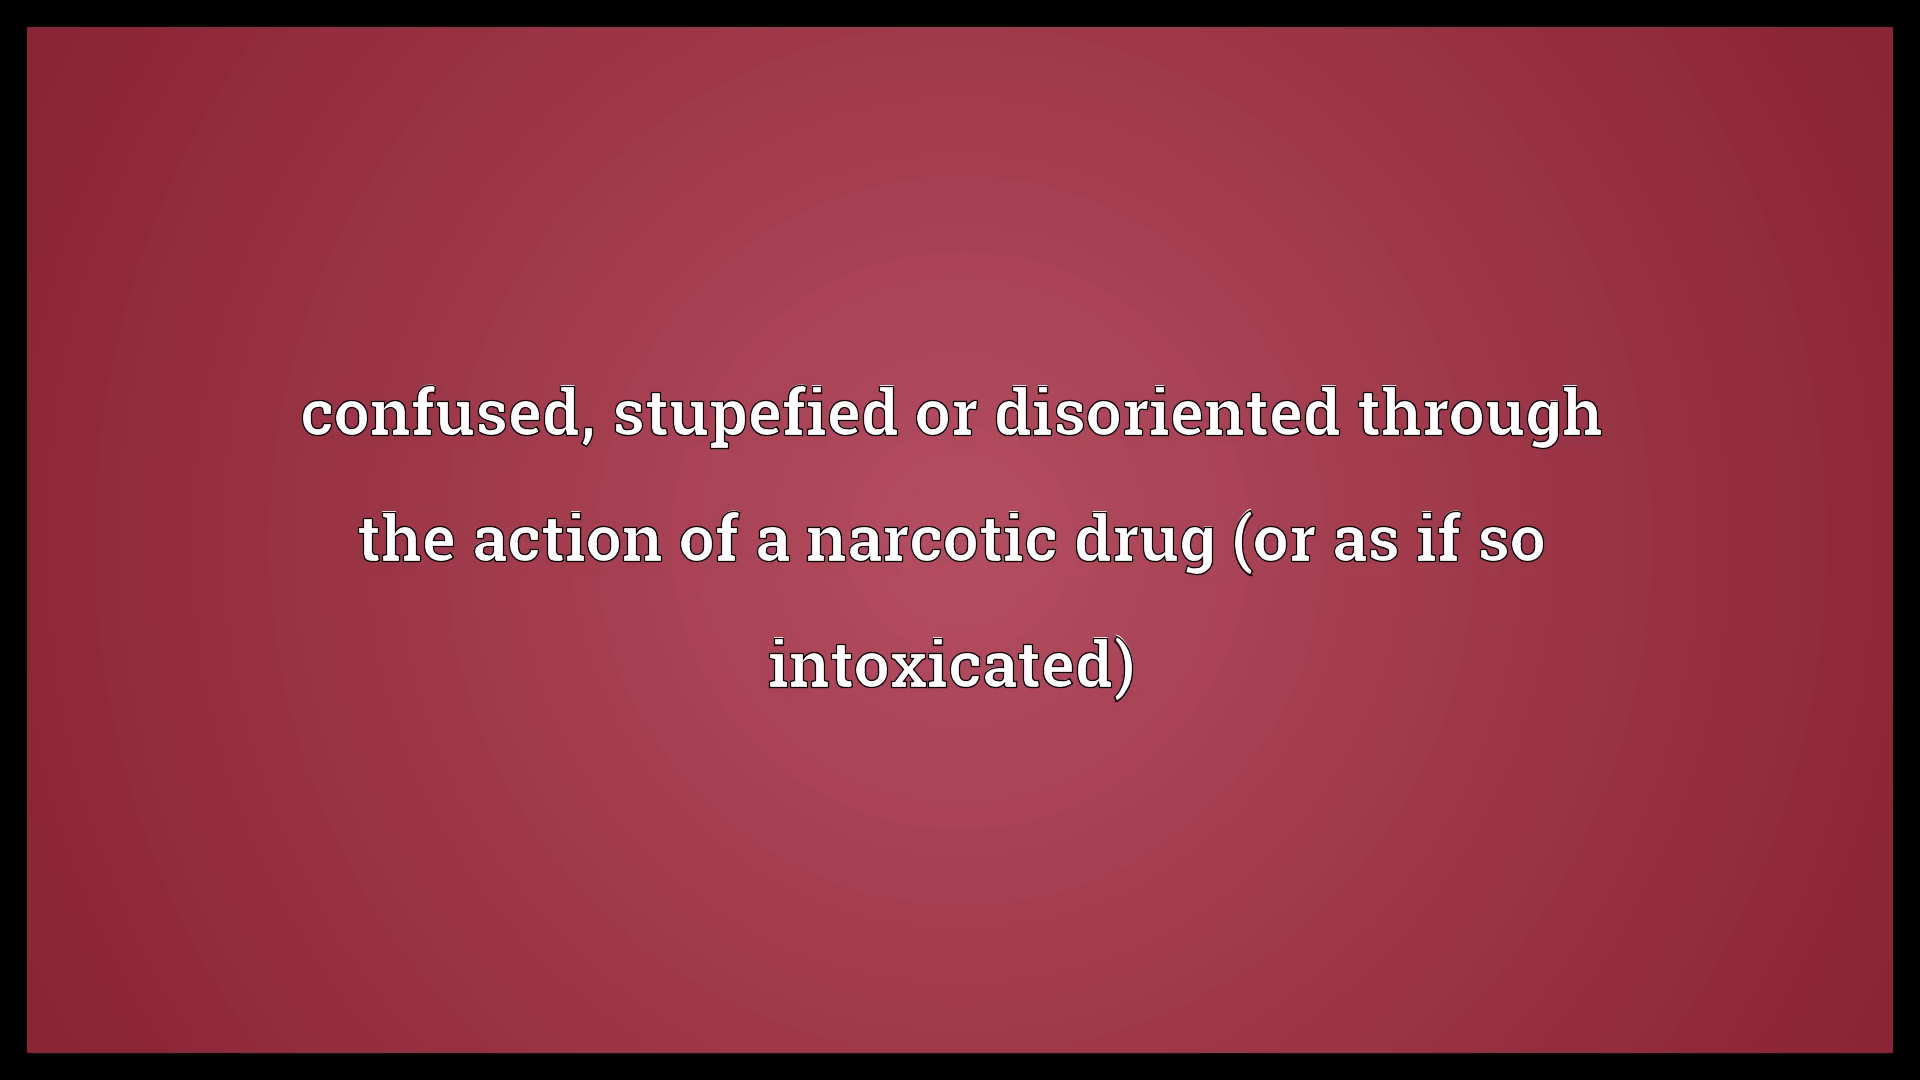 confused, stupefied or disoriented through
the action of a narcotic drug (or as if so
intoxicated)